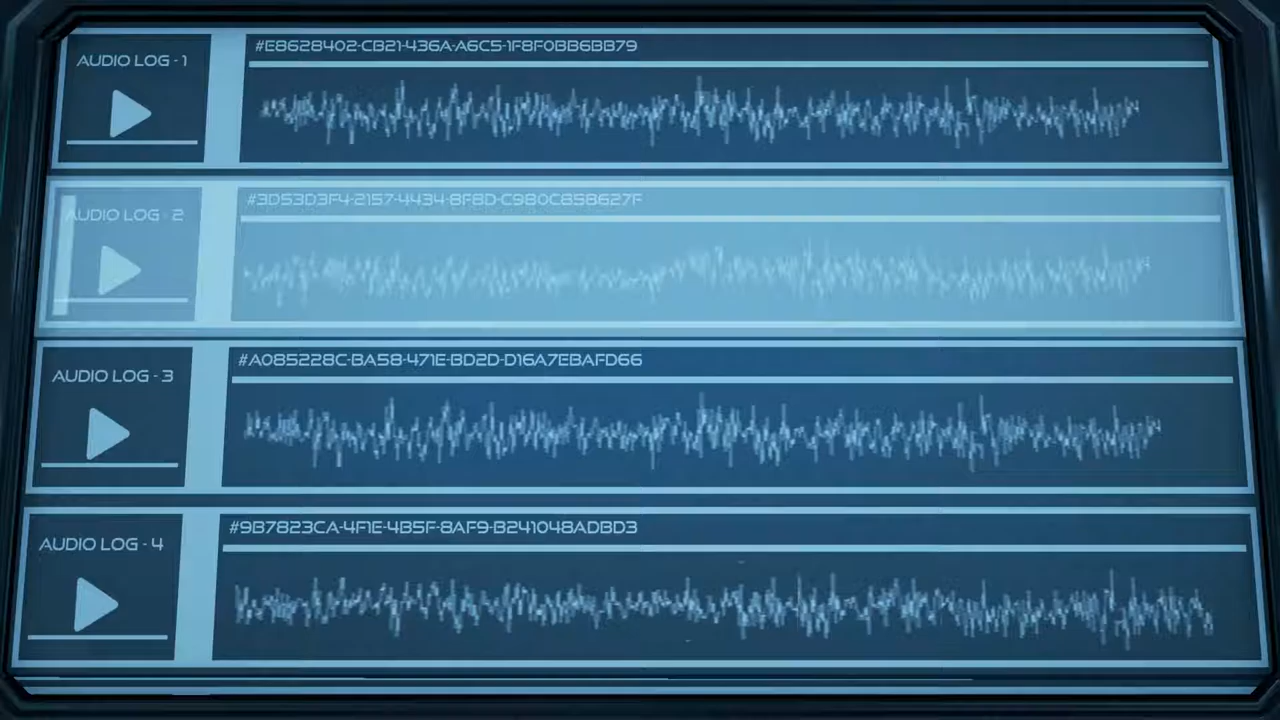 #E8628402-CB21-436A-A6C5-1F8F0BB6BB79
AUDIO LOG - 1
#3D53D3F4-2157-4434-8F8D-C980C858627F
AUDIO LOG - 2
#A085228C-BA58-471E-BD2D-D16A7EBAFD66
AUDIO LOG - 3
#9B7823CA-4F1E-4B5F-8AF9-B241048ADBD3
AUDIO LOG - 4